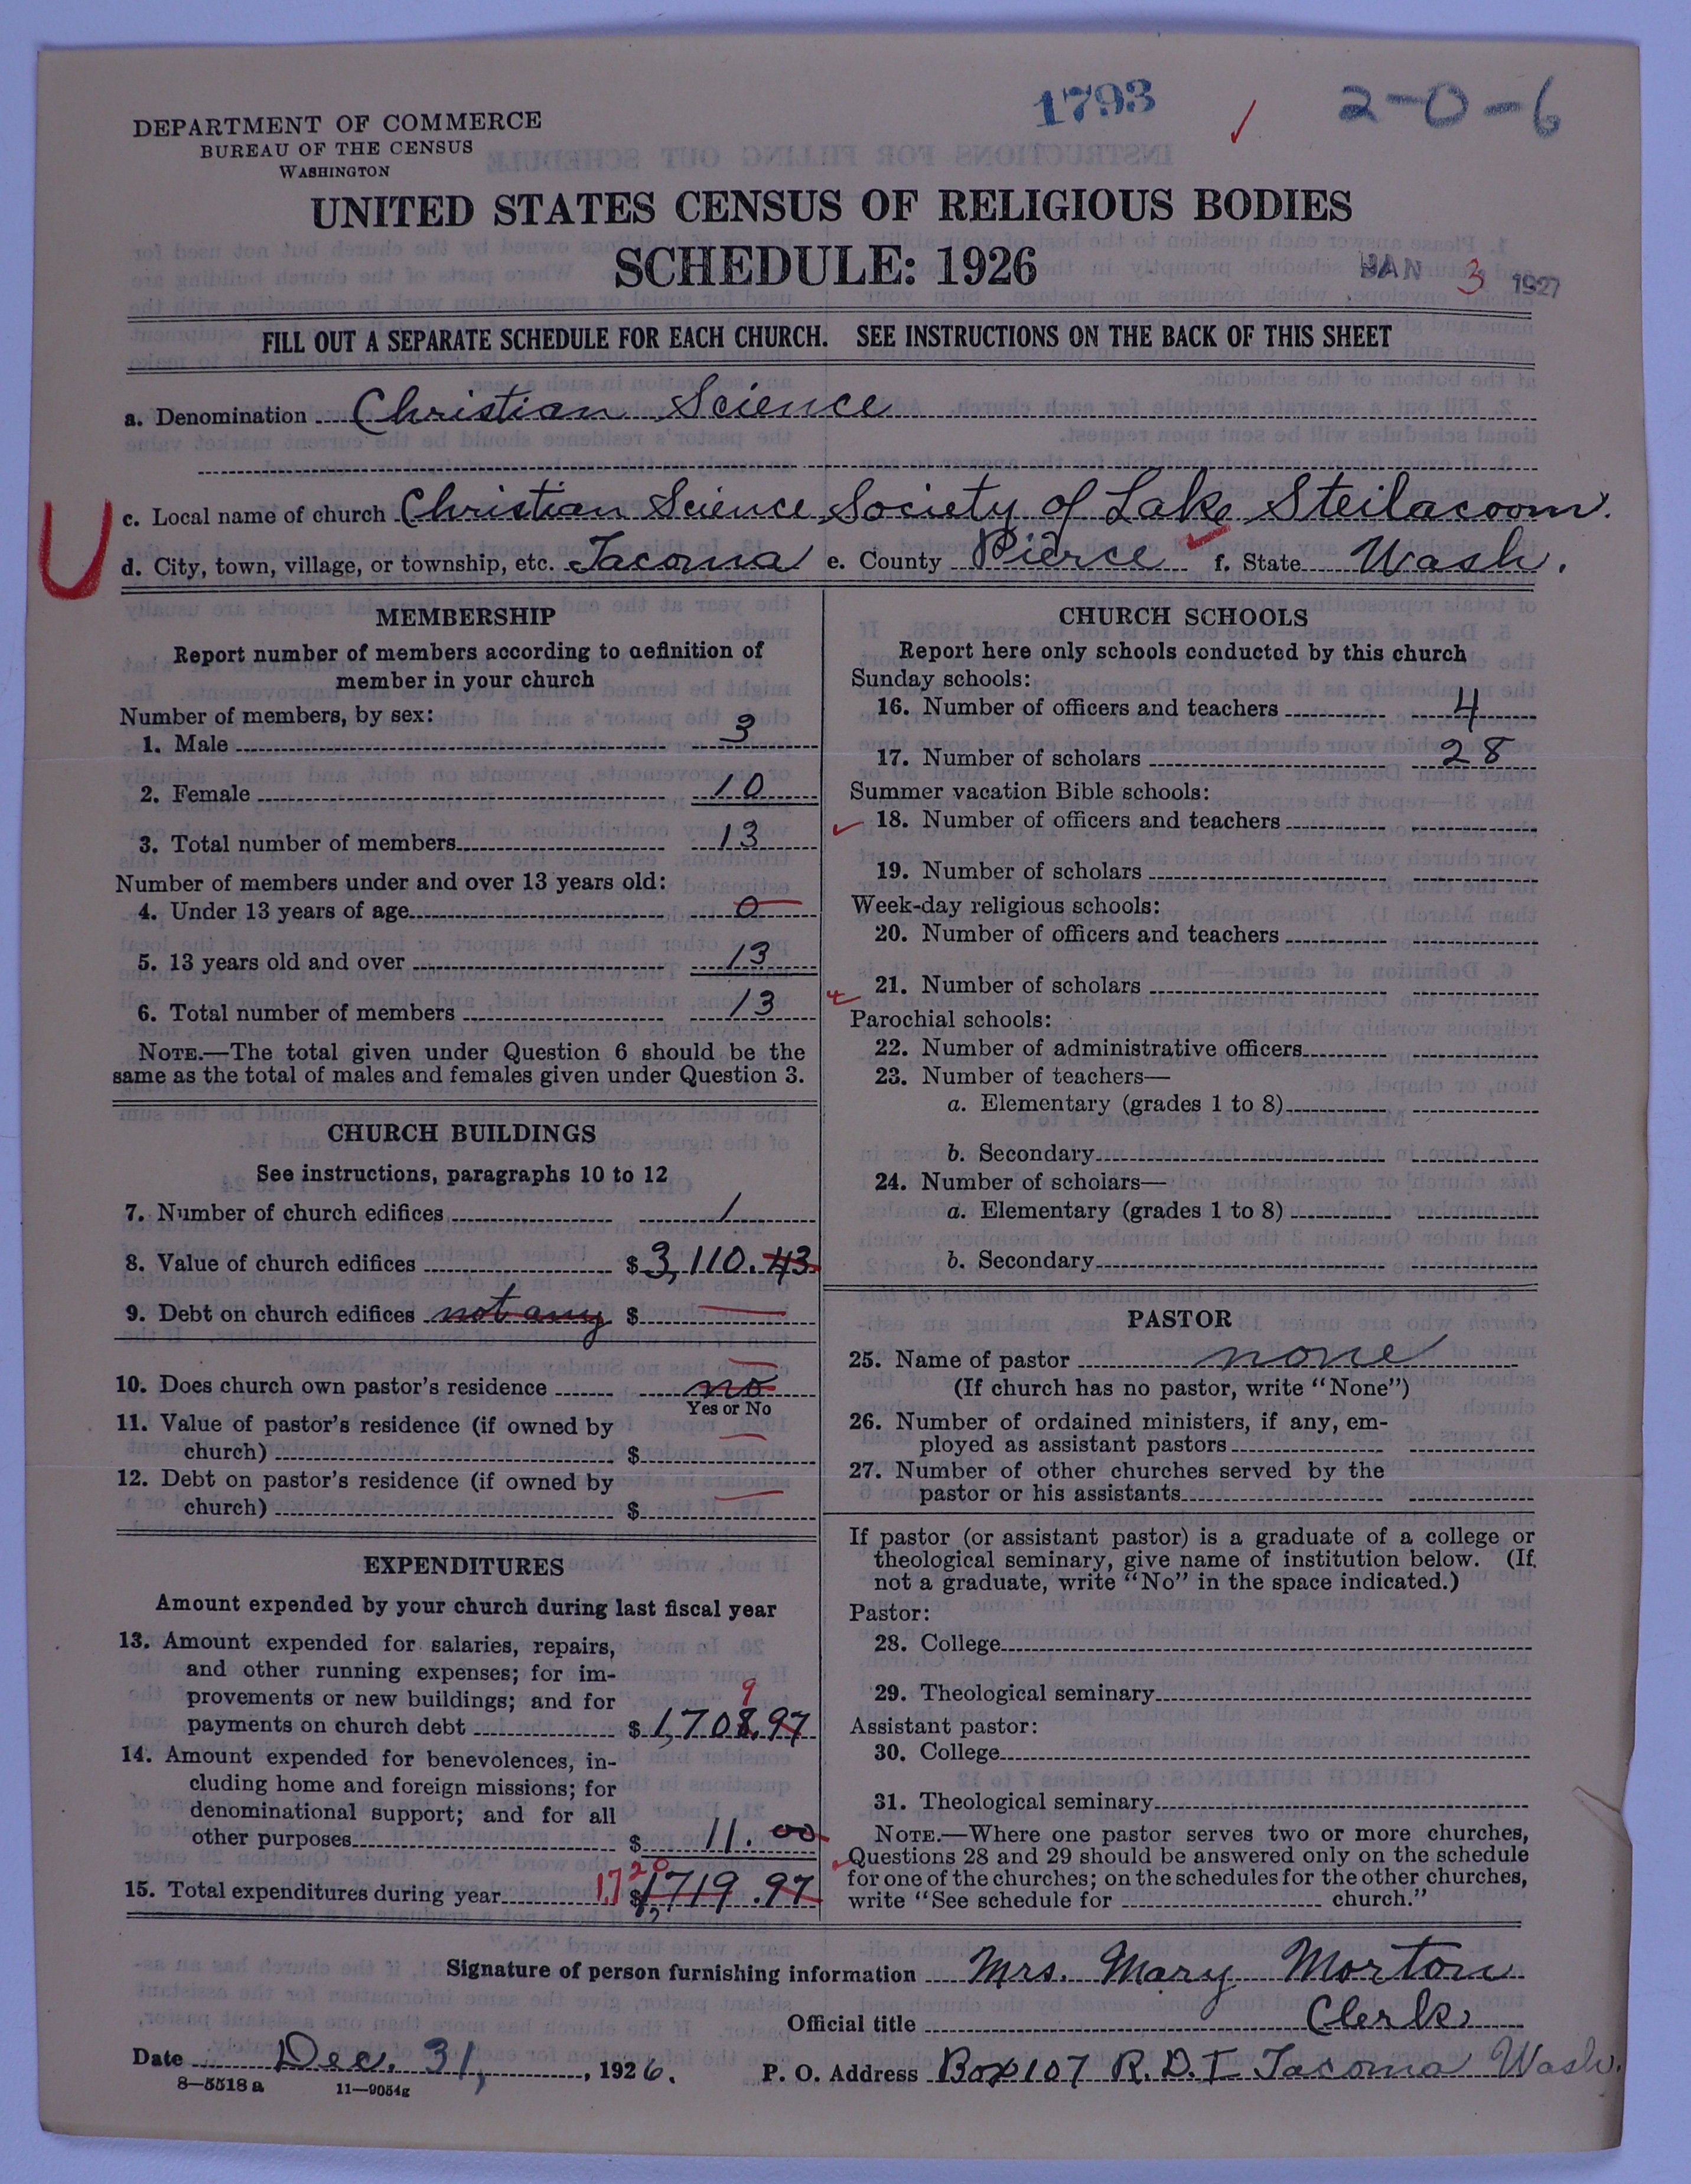 1793 ✓ 2-0-6
DEPARTMENT OF COMMERCE
BUREAU OF THE CENSUS
WASHINGTON
UNITED STATES CENSUS OF RELIGIOUS BODIES
SCHEDULE: 1926
JAN 3 1927
FILL OUT A SEPARATE SCHEDULE FOR EACH CHURCH. SEE INSTRUCTIONS ON THE BACK OF THIS SHEET
a. Denomination Christian Science
c. Local name of church Christian Science Society of Lake Steilacoom.
U
d. City, town, village, or township, etc. Tacoma e. County Pierce f. State Wash.
MEMBERSHIP
Report number of members according to definition of
member in your church
Number of members, by sex:
1. Male 3
2. Female 10
3. Total number of members 13
Number of members under and over 13 years old:
4. Under 13 years of age 0
5. 13 years old and over 13
6. Total number of members 13
NOTE.—The total given under Question 6 should be the
same as the total of males and females given under Question 3.
CHURCH BUILDINGS
See instructions, paragraphs 10 to 12
7. Number of church edifices 1
8. Value of church edifices $3,110.43
9. Debt on church edifices not any $
10. Does church own pastor's residence no
Yes or No
11. Value of pastor's residence (if owned by
church) $
12. Debt on pastor's residence (if owned by
church) $
EXPENDITURES
Amount expended by your church during last fiscal year
13. Amount expended for salaries, repairs,
and other running expenses; for im-
provements or new buildings; and for
9
payments on church debt $1,708.97
14. Amount expended for benevolences, in-
cluding home and foreign missions; for
denominational support; and for all
other purposes $ 11.00
1720
15. Total expenditures during year $1,719.97
CHURCH SCHOOLS
Report here only schools conducted by this church
Sunday schools:
16. Number of officers and teachers 4
17. Number of scholars 28
Summer vacation Bible schools:
18. Number of officers and teachers
19. Number of scholars
Week-day religious schools:
20. Number of officers and teachers
21. Number of scholars
Parochial schools:
22. Number of administrative officers
23. Number of teachers—
a. Elementary (grades 1 to 8)
b. Secondary
24. Number of scholars—
a. Elementary (grades 1 to 8)
b. Secondary
PASTOR
25. Name of pastor none
(If church has no pastor, write "None")
26. Number of ordained ministers, if any, em-
ployed as assistant pastors
27. Number of other churches served by the
pastor or his assistants
If pastor (or assistant pastor) is a graduate of a college or
theological seminary, give name of institution below. (If
not a graduate, write "No" in the space indicated.)
Pastor:
28. College
29. Theological seminary
Assistant pastor:
30. College
31. Theological seminary
NOTE.—Where one pastor serves two or more churches,
Questions 28 and 29 should be answered only on the schedule
for one of the churches; on the schedules for the other churches,
write "See schedule for church."
Signature of person furnishing information Mrs. Mary Morton
Official title Clerk
Date Dec. 31, 1926. P. O. Address Box 107 R.D.I Tacoma Wash.
8—5518a 11—9054g